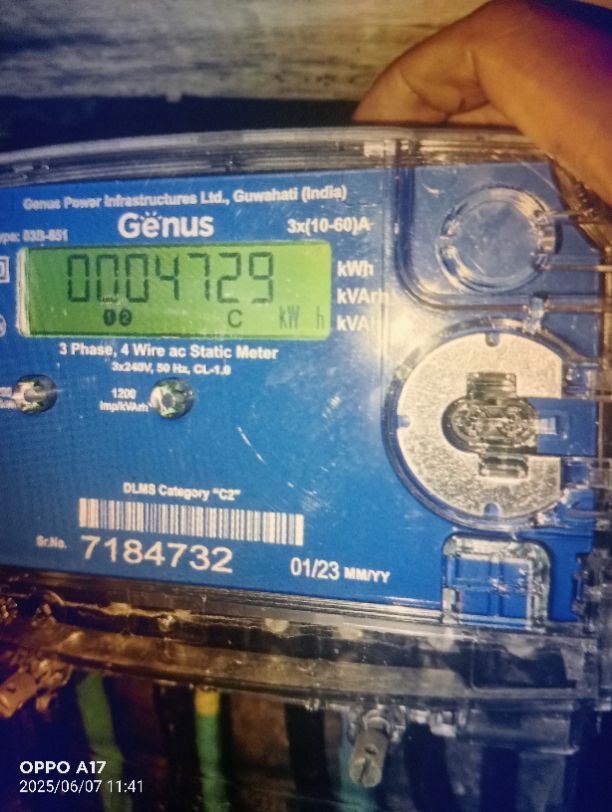 Genus Power Infrastructures Ltd., Guwahati (India)
Genus
3x(10-60)A
0004729
kWh
kVArh
kVAh
C kW h
3 Phase, 4 Wire ac Static Meter
3x240V, 50 Hz, CL-1.0
1200
imp/kVArh
DLMS Category "C2"
Sr.No. 7184732
01/23 MM/YY
OPPO A17
2025/06/07 11:41